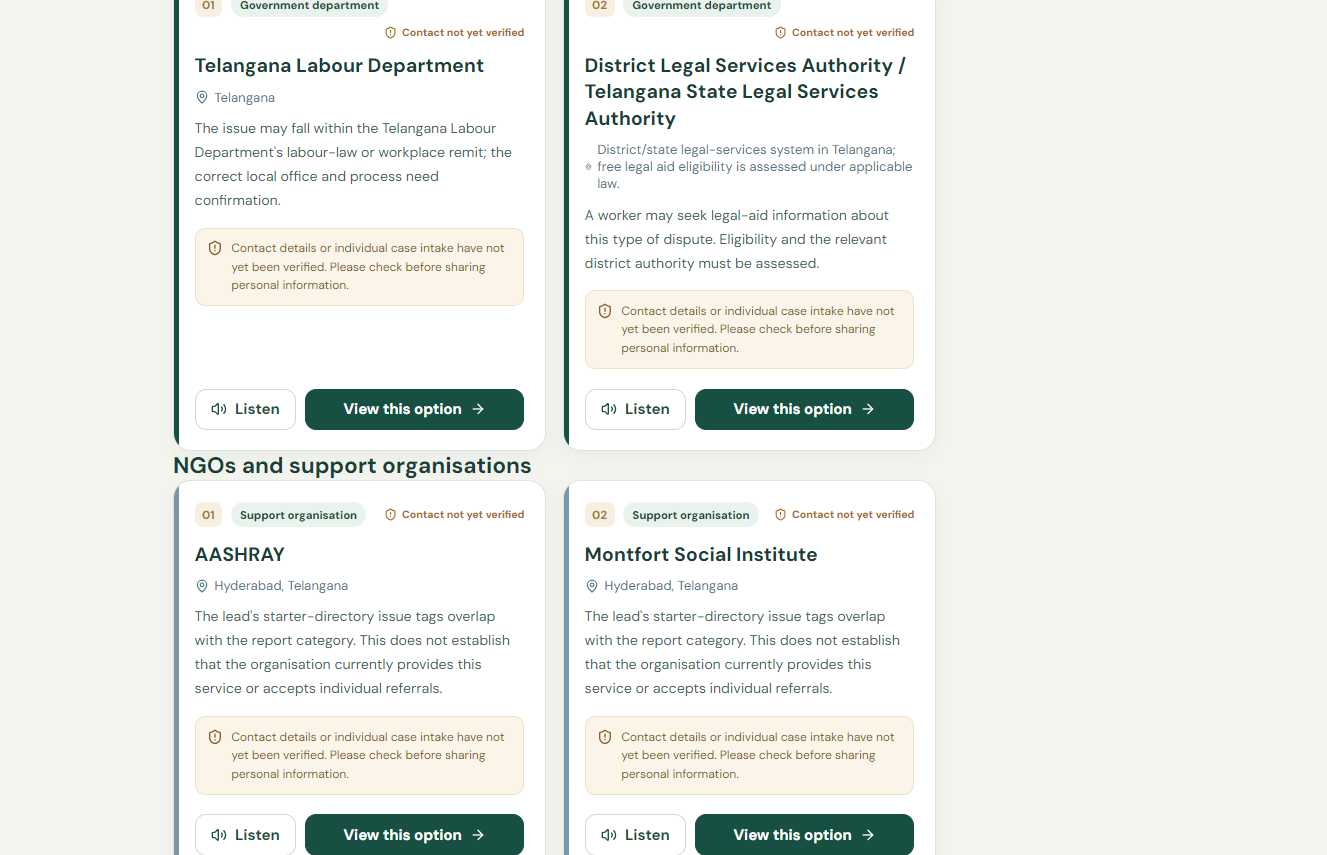 01 Government department
Contact not yet verified
Telangana Labour Department
Telangana
The issue may fall within the Telangana Labour
Department's labour-law or workplace remit; the
correct local office and process need
confirmation.
Contact details or individual case intake have not
yet been verified. Please check before sharing
personal information.
Listen
View this option →
02 Government department
Contact not yet verified
District Legal Services Authority /
Telangana State Legal Services
Authority
District/state legal-services system in Telangana;
free legal aid eligibility is assessed under applicable
law.
A worker may seek legal-aid information about
this type of dispute. Eligibility and the relevant
district authority must be assessed.
Contact details or individual case intake have not
yet been verified. Please check before sharing
personal information.
Listen
View this option →
NGOs and support organisations
01 Support organisation Contact not yet verified
AASHRAY
Hyderabad, Telangana
The lead's starter-directory issue tags overlap
with the report category. This does not establish
that the organisation currently provides this
service or accepts individual referrals.
Contact details or individual case intake have not
yet been verified. Please check before sharing
personal information.
Listen
View this option →
02 Support organisation Contact not yet verified
Montfort Social Institute
Hyderabad, Telangana
The lead's starter-directory issue tags overlap
with the report category. This does not establish
that the organisation currently provides this
service or accepts individual referrals.
Contact details or individual case intake have not
yet been verified. Please check before sharing
personal information.
Listen
View this option →